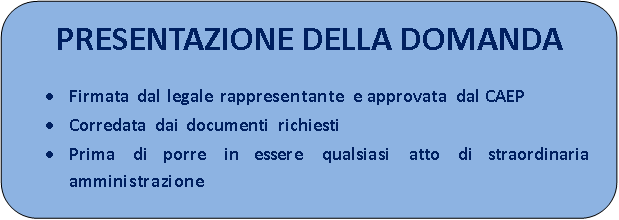 PRESENTAZIONE DELLA DOMANDA
• Firmata dal legale rappresentante e approvata dal CAEP
• Corredata dai documenti richiesti
• Prima di porre in essere qualsiasi atto di straordinaria
amministrazione